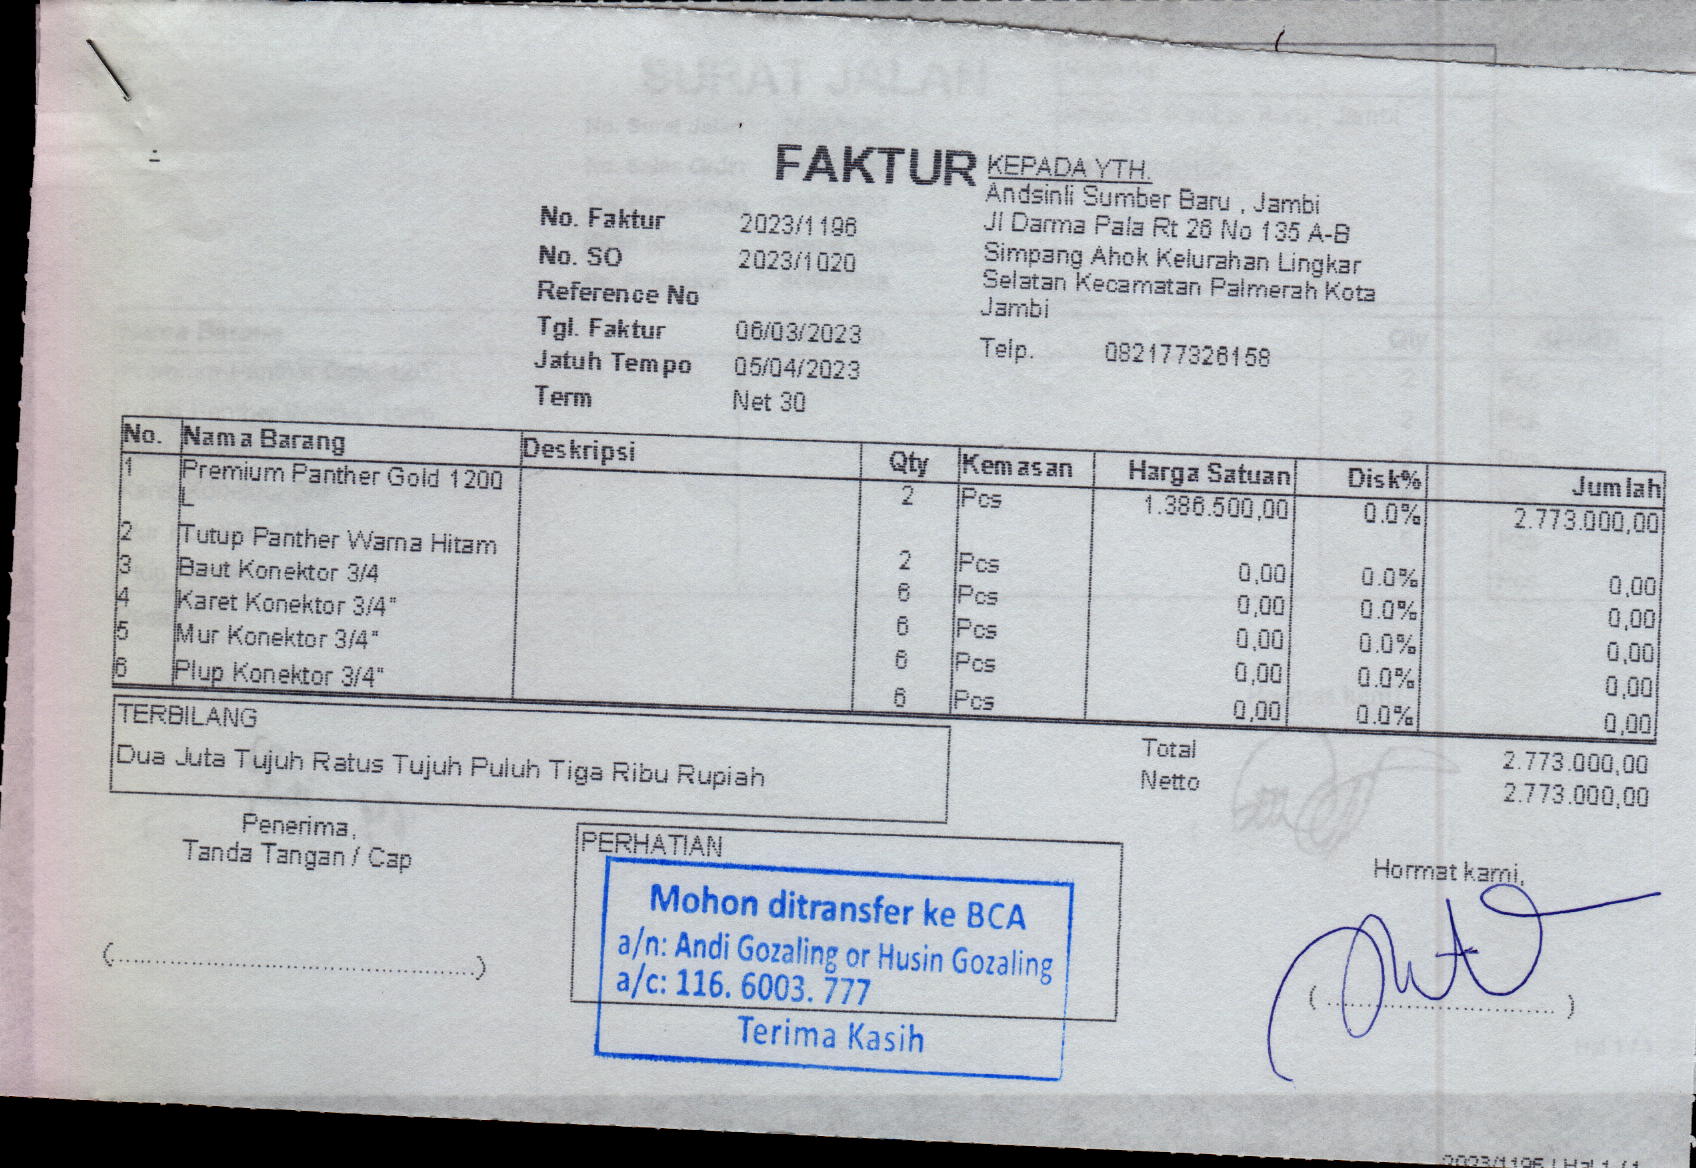 FAKTUR
KEPADA YTH.
Andsinli Sumber Baru , Jambi
Jl Darma Pala Rt 26 No 135 A-B
Simpang Ahok Kelurahan Lingkar
Selatan Kecamatan Palmerah Kota
Jambi
Telp. 082177326158
No. Faktur 2023/1196
No. SO 2023/1020
Reference No
Tgl. Faktur 06/03/2023
Jatuh Tempo 05/04/2023
Term Net 30
No. Nama Barang Deskripsi Qty Kemasan Harga Satuan Disk% Jumlah
1 Premium Panther Gold 1200 2 Pcs 1.386.500,00 0.0% 2.773.000,00
L
2 Tutup Panther Warna Hitam 2 Pcs 0,00 0.0% 0,00
3 Baut Konektor 3/4 6 Pcs 0,00 0.0% 0,00
4 Karet Konektor 3/4" 6 Pcs 0,00 0.0% 0,00
5 Mur Konektor 3/4" 6 Pcs 0,00 0.0% 0,00
6 Plup Konektor 3/4" 6 Pcs 0,00 0.0% 0,00
TERBILANG
Dua Juta Tujuh Ratus Tujuh Puluh Tiga Ribu Rupiah
Total 2.773.000,00
Netto 2.773.000,00
Penerima,
Tanda Tangan / Cap
PERHATIAN
Mohon ditransfer ke BCA
a/n: Andi Gozaling or Husin Gozaling
a/c: 116. 6003. 777
Terima Kasih
Hormat kami,
(..........................................)
( .............................. )
2023/1196 | Hal 1 / 1